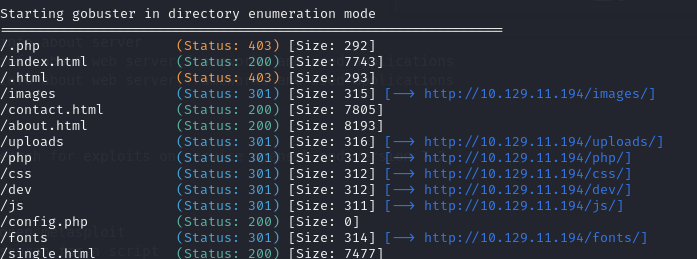 Starting gobuster in directory enumeration mode
===============================================================
/.php (Status: 403) [Size: 292]
/index.html (Status: 200) [Size: 7743]
/.html (Status: 403) [Size: 293]
/images (Status: 301) [Size: 315] [--> http://10.129.11.194/images/]
/contact.html (Status: 200) [Size: 7805]
/about.html (Status: 200) [Size: 8193]
/uploads (Status: 301) [Size: 316] [--> http://10.129.11.194/uploads/]
/php (Status: 301) [Size: 312] [--> http://10.129.11.194/php/]
/css (Status: 301) [Size: 312] [--> http://10.129.11.194/css/]
/dev (Status: 301) [Size: 312] [--> http://10.129.11.194/dev/]
/js (Status: 301) [Size: 311] [--> http://10.129.11.194/js/]
/config.php (Status: 200) [Size: 0]
/fonts (Status: 301) [Size: 314] [--> http://10.129.11.194/fonts/]
/single.html (Status: 200) [Size: 7477]